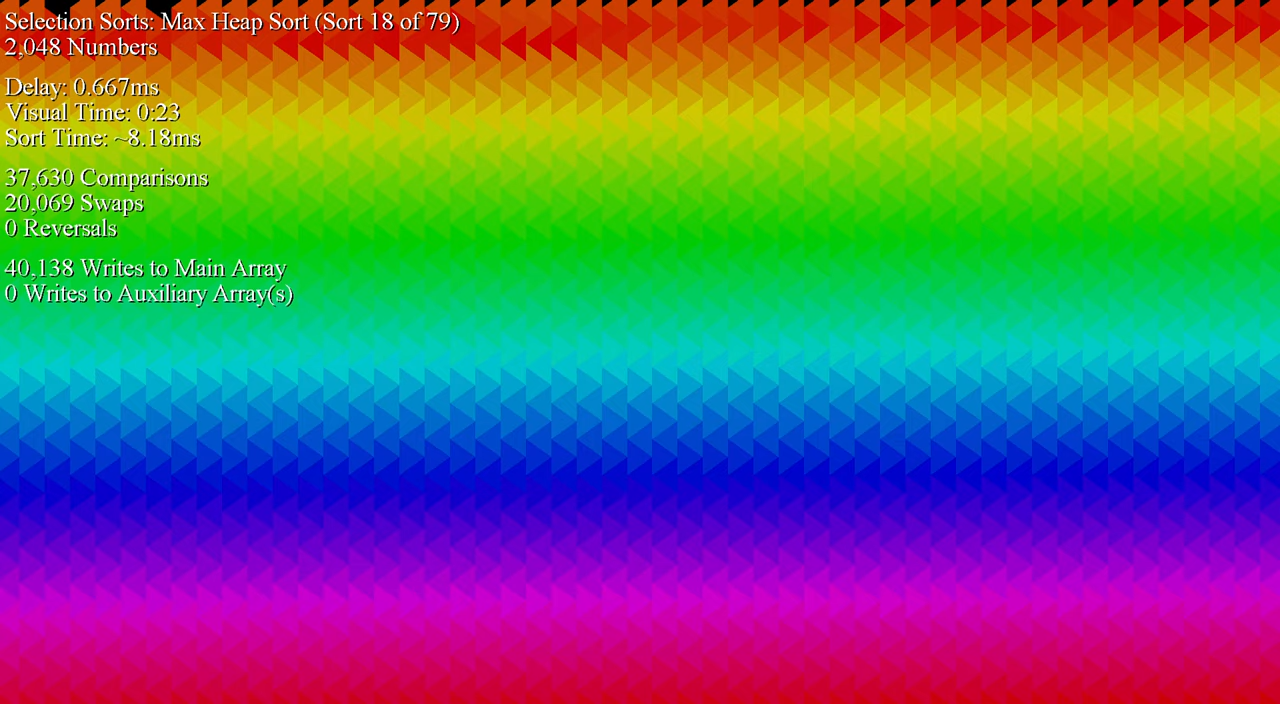 Selection Sorts: Max Heap Sort (Sort 18 of 79)
2,048 Numbers
Delay: 0.667ms
Visual Time: 0:23
Sort Time: ~8.18ms
37,630 Comparisons
20,069 Swaps
0 Reversals
40,138 Writes to Main Array
0 Writes to Auxiliary Array(s)